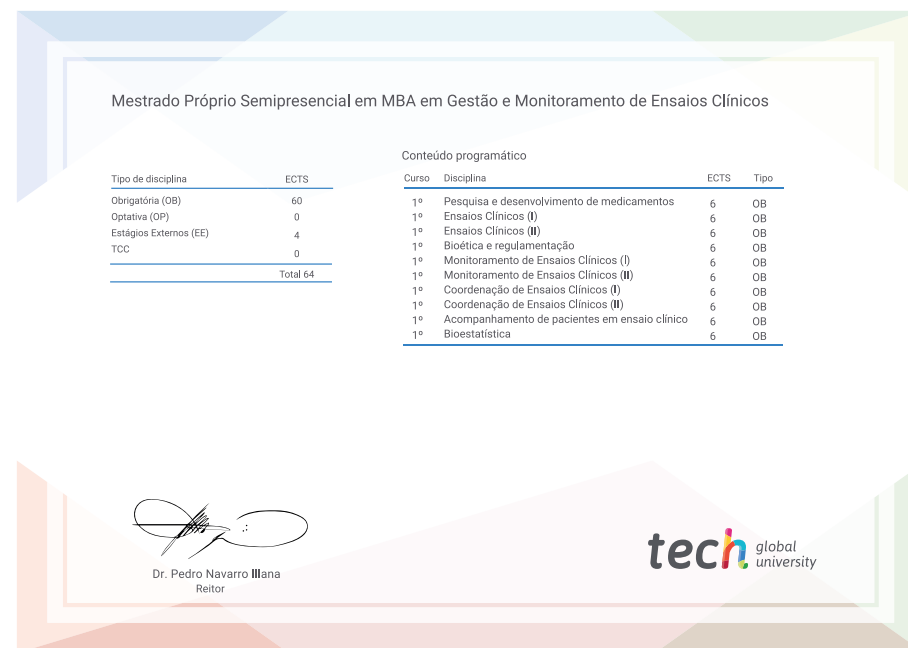 Mestrado Próprio Semipresencial em MBA em Gestão e Monitoramento de Ensaios Clínicos
Tipo de disciplina ECTS
Obrigatória (OB) 60
Optativa (OP) 0
Estágios Externos (EE) 4
TCC 0
Total 64
Conteúdo programático
Curso Disciplina ECTS Tipo
1º Pesquisa e desenvolvimento de medicamentos 6 OB
1º Ensaios Clínicos (I) 6 OB
1º Ensaios Clínicos (II) 6 OB
1º Bioética e regulamentação 6 OB
1º Monitoramento de Ensaios Clínicos (I) 6 OB
1º Monitoramento de Ensaios Clínicos (II) 6 OB
1º Coordenação de Ensaios Clínicos (I) 6 OB
1º Coordenação de Ensaios Clínicos (II) 6 OB
1º Acompanhamento de pacientes em ensaio clínico 6 OB
1º Bioestatística 6 OB
Dr. Pedro Navarro Illana
Reitor
tech global university